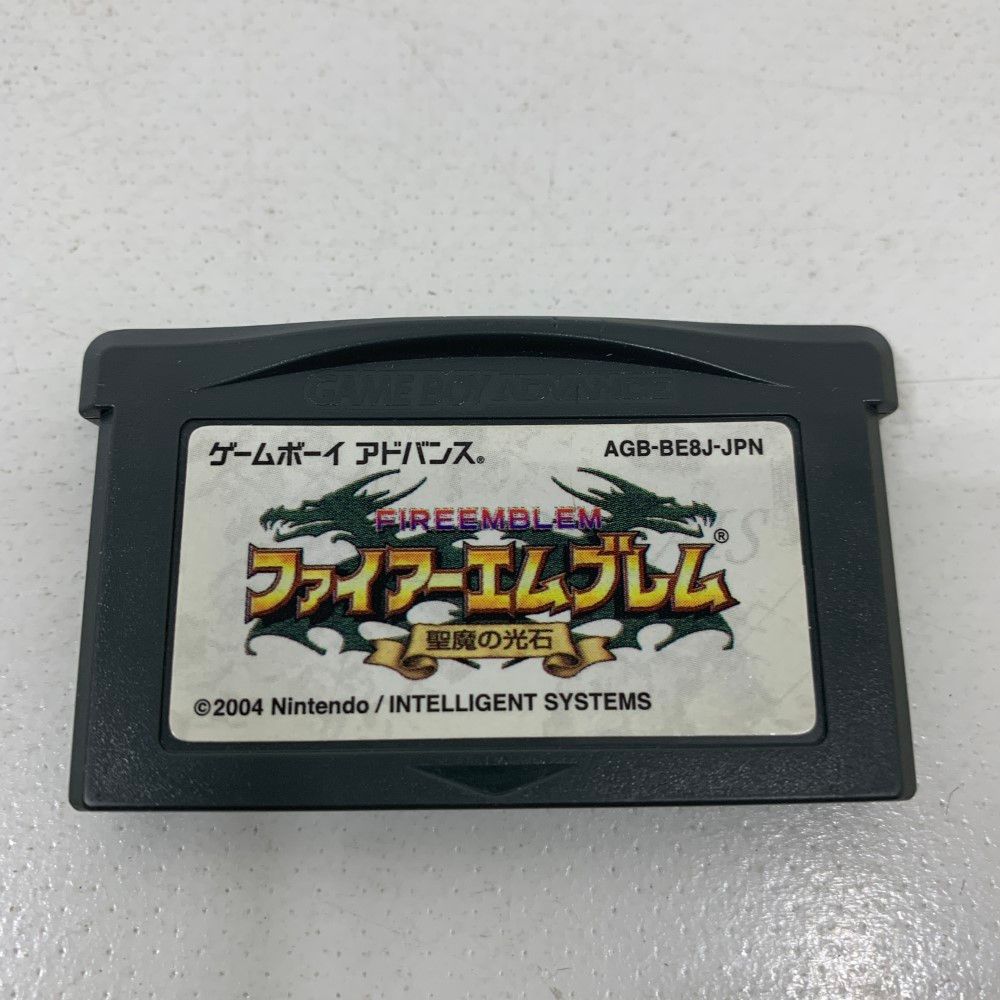 GAME BOY ADVANCE
ゲームボーイ アドバンス®
AGB-BE8J-JPN
FIREEMBLEM
ファイアーエムブレム®
聖魔の光石
©2004 Nintendo / INTELLIGENT SYSTEMS